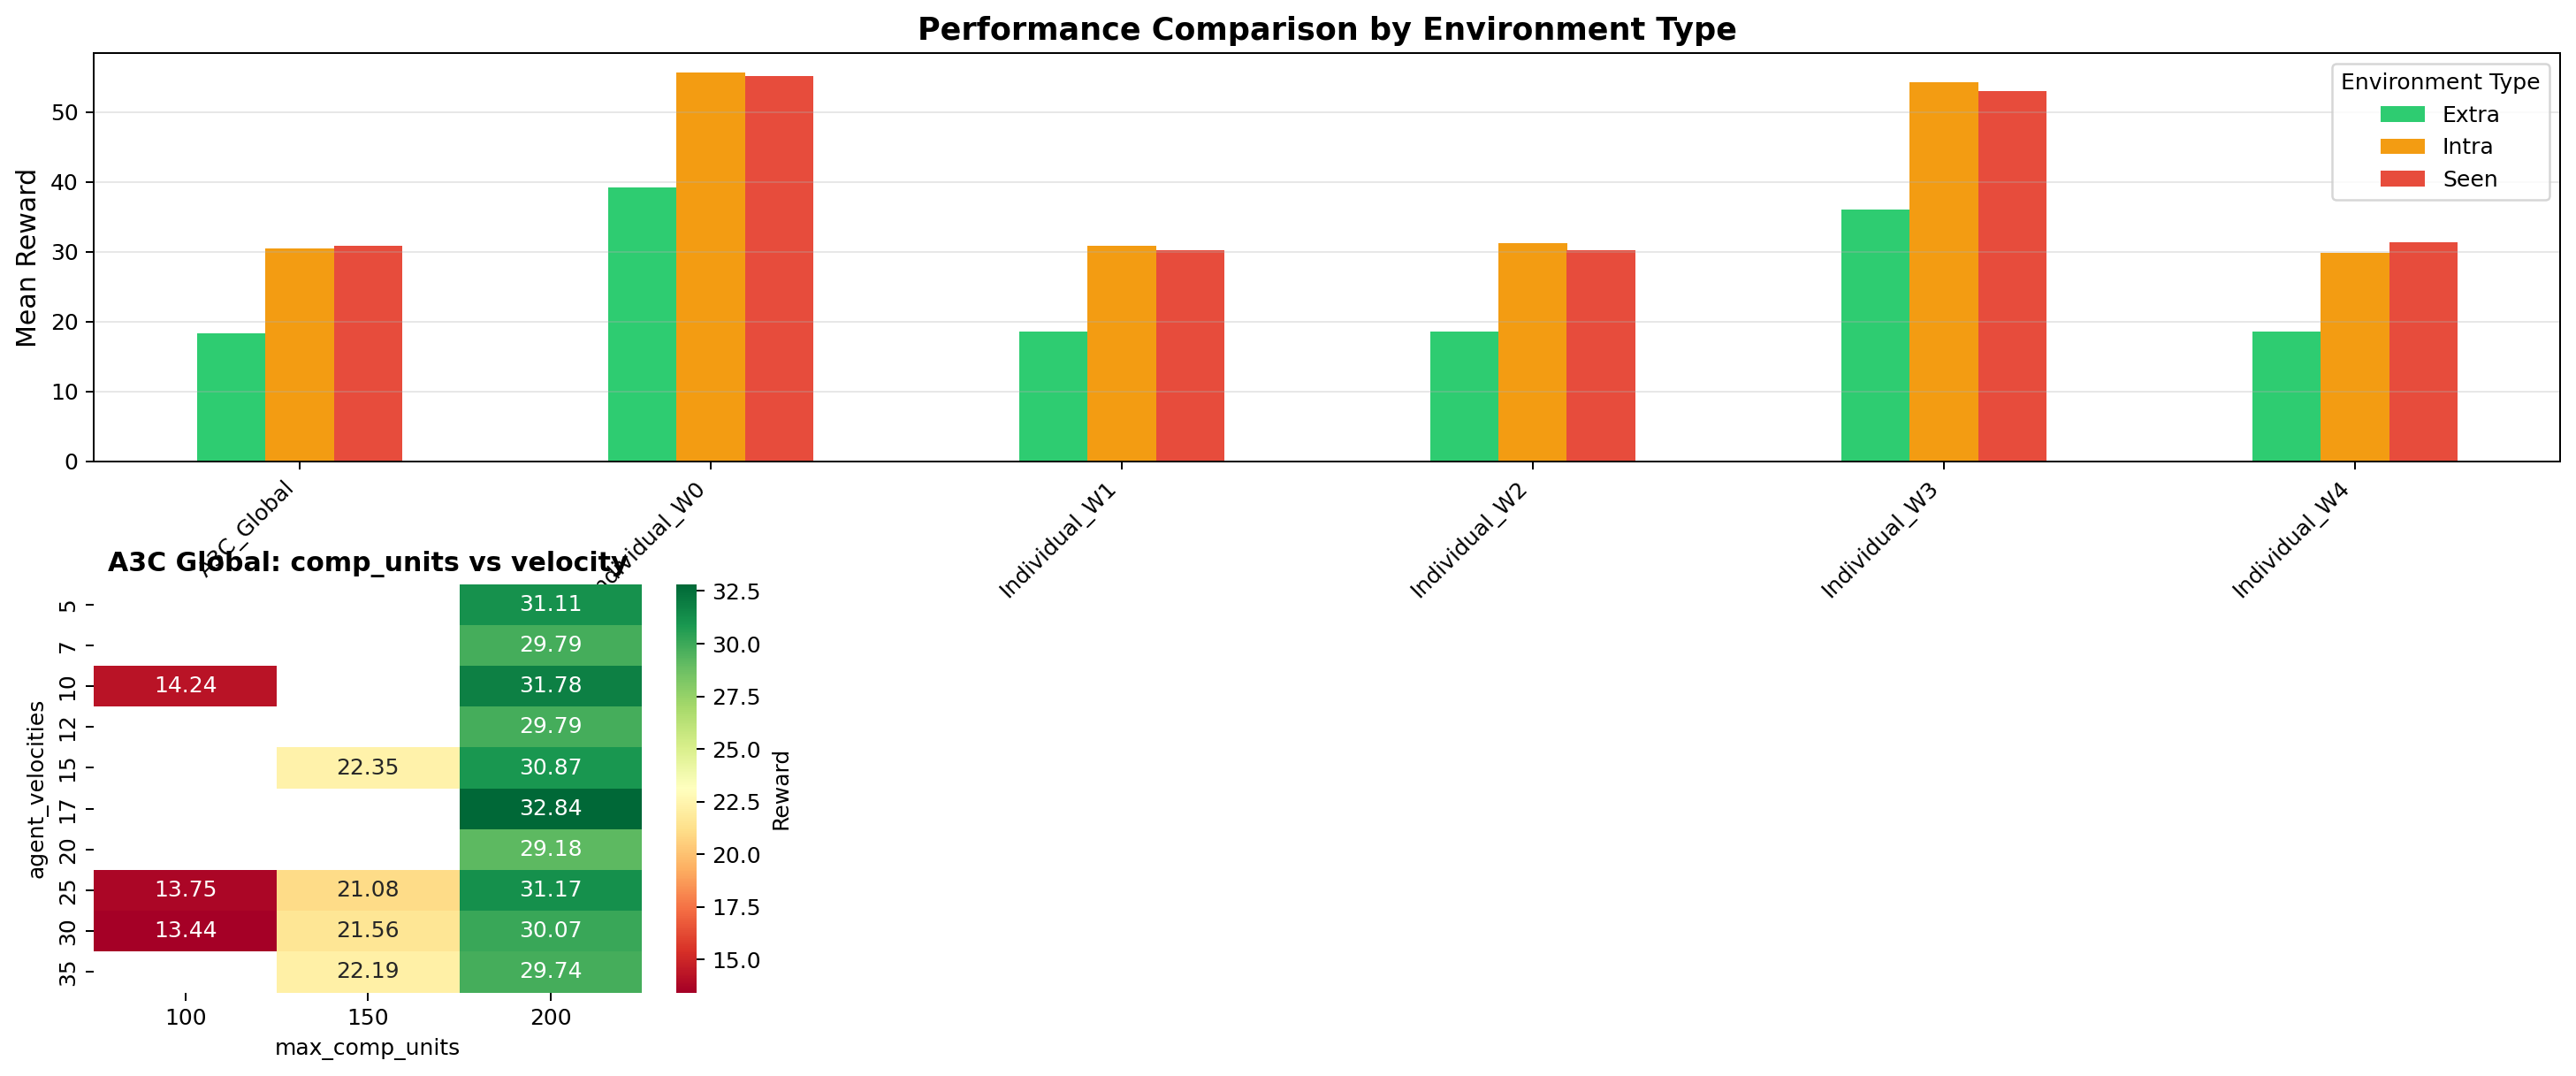 Performance Comparison by Environment Type
Mean Reward
50
40
30
20
10
0
Environment Type
Extra
Intra
Seen
A3C_Global
Individual_W0
Individual_W1
Individual_W2
Individual_W3
Individual_W4
A3C Global: comp_units vs velocity
agent_velocities
5
7
10
12
15
17
20
25
30
35
31.11
29.79
14.24 31.78
29.79
22.35 30.87
32.84
29.18
13.75 21.08 31.17
13.44 21.56 30.07
22.19 29.74
100 150 200
max_comp_units
32.5
30.0
27.5
25.0
22.5
20.0
17.5
15.0
Reward